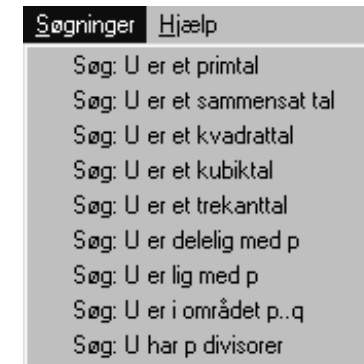 Søgninger Hjælp
Søg: U er et primtal
Søg: U er et sammensat tal
Søg: U er et kvadrattal
Søg: U er et kubiktal
Søg: U er et trekanttal
Søg: U er delelig med p
Søg: U er lig med p
Søg: U er i området p..q
Søg: U har p divisorer